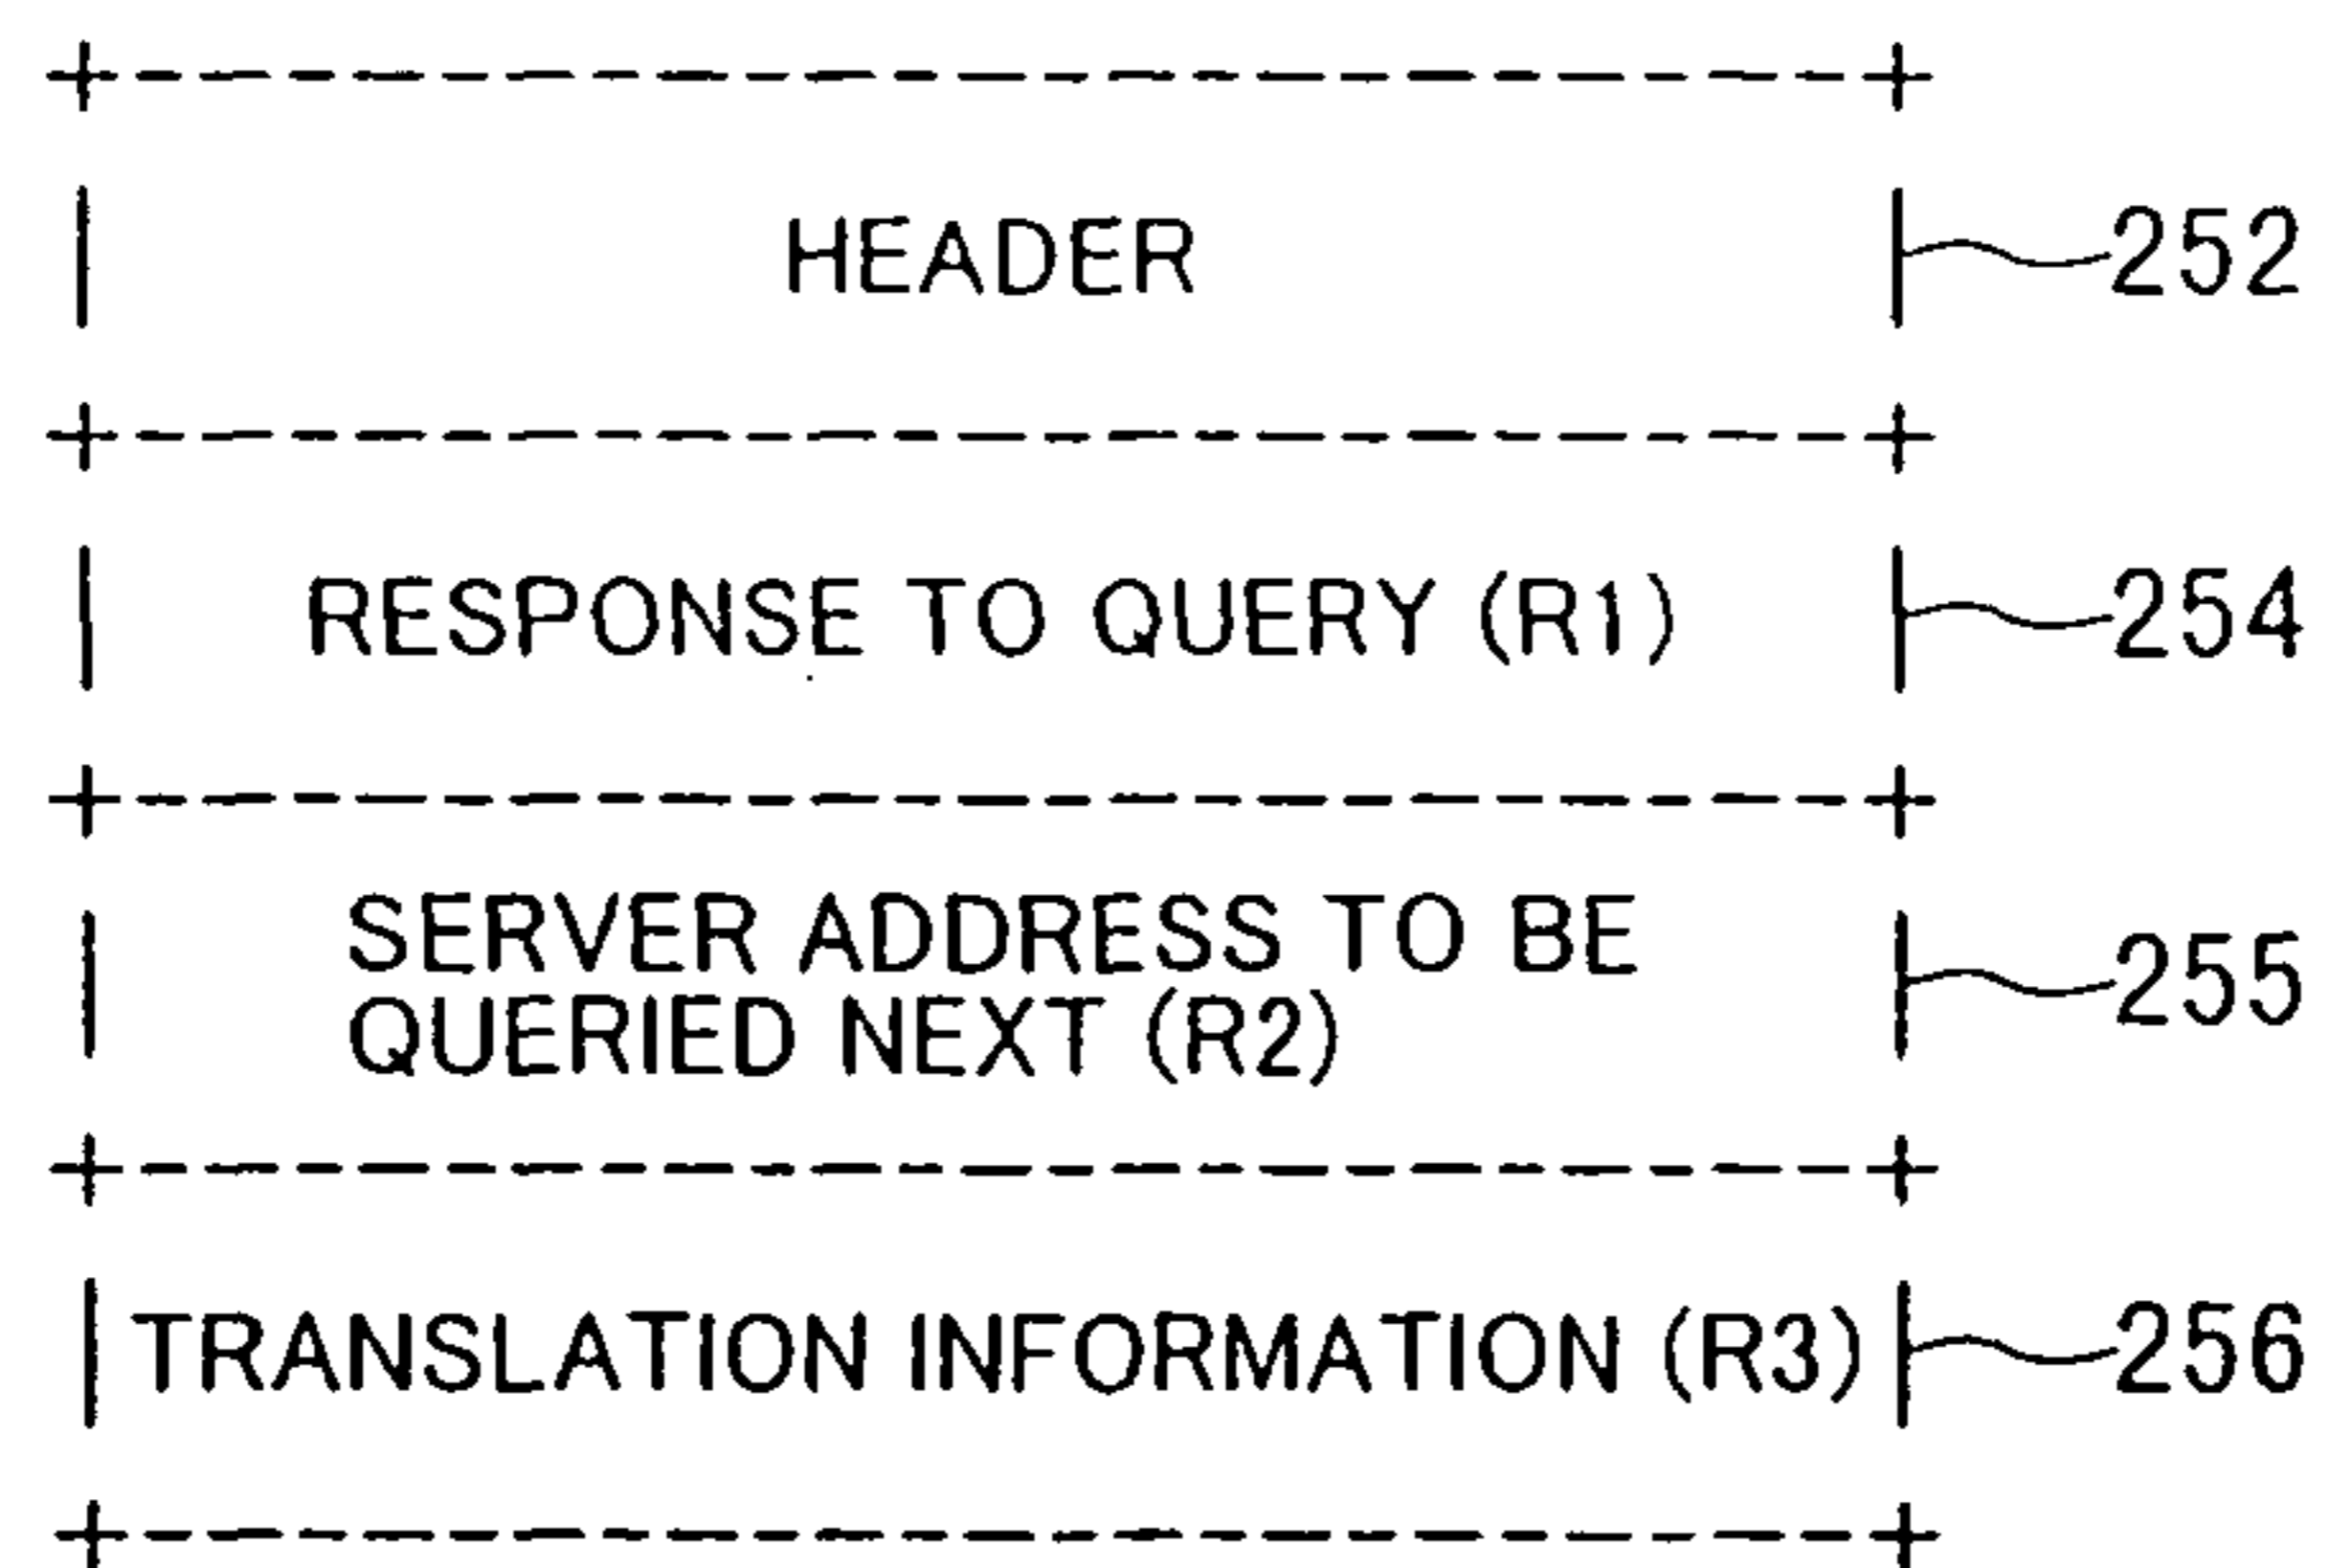 HEADER 252
RESPONSE TO QUERY (R1) 254
SERVER ADDRESS TO BE
QUERIED NEXT (R2) 255
TRANSLATION INFORMATION (R3) 256